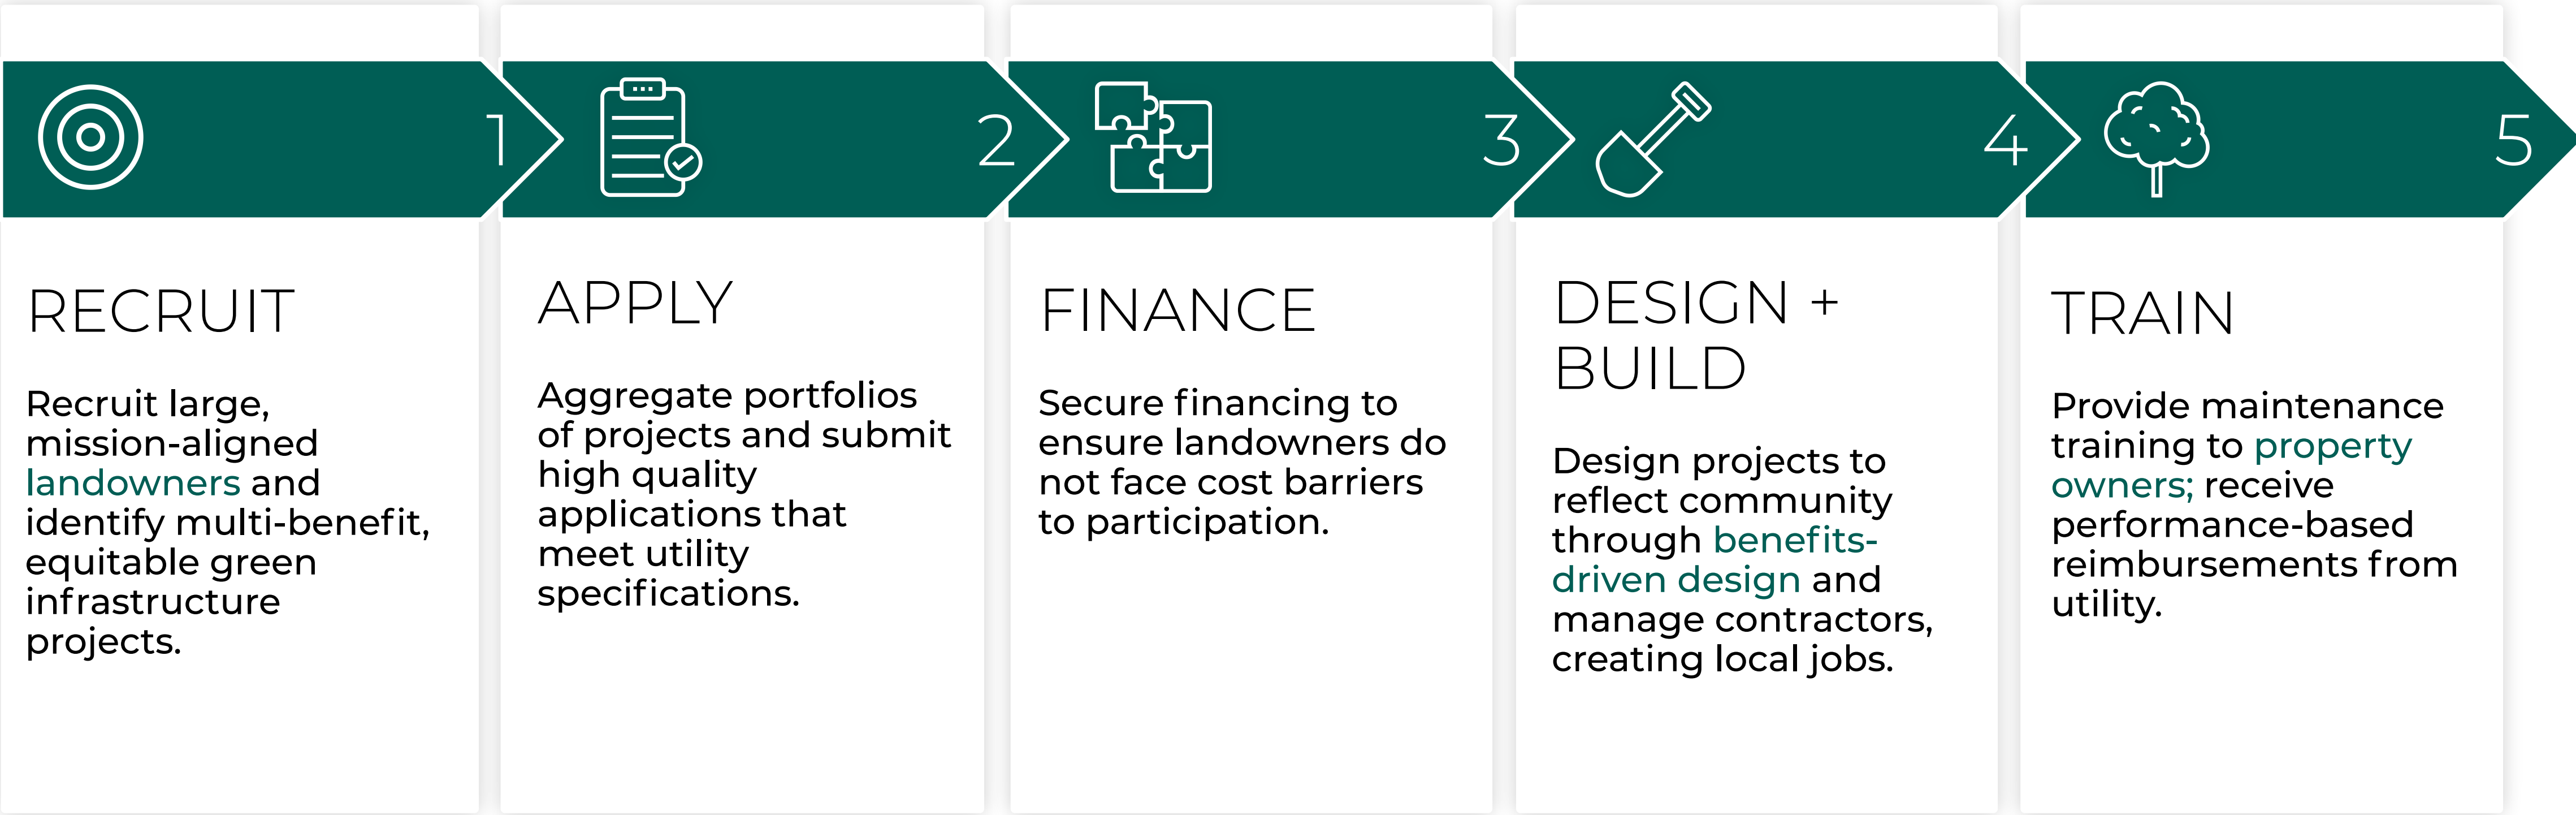 1
RECRUIT
Recruit large,
mission-aligned
landowners and
identify multi-benefit,
equitable green
infrastructure
projects.
2
APPLY
Aggregate portfolios
of projects and submit
high quality
applications that
meet utility
specifications.
3
FINANCE
Secure financing to
ensure landowners do
not face cost barriers
to participation.
4
DESIGN +
BUILD
Design projects to
reflect community
through benefits-
driven design and
manage contractors,
creating local jobs.
5
TRAIN
Provide maintenance
training to property
owners; receive
performance-based
reimbursements from
utility.